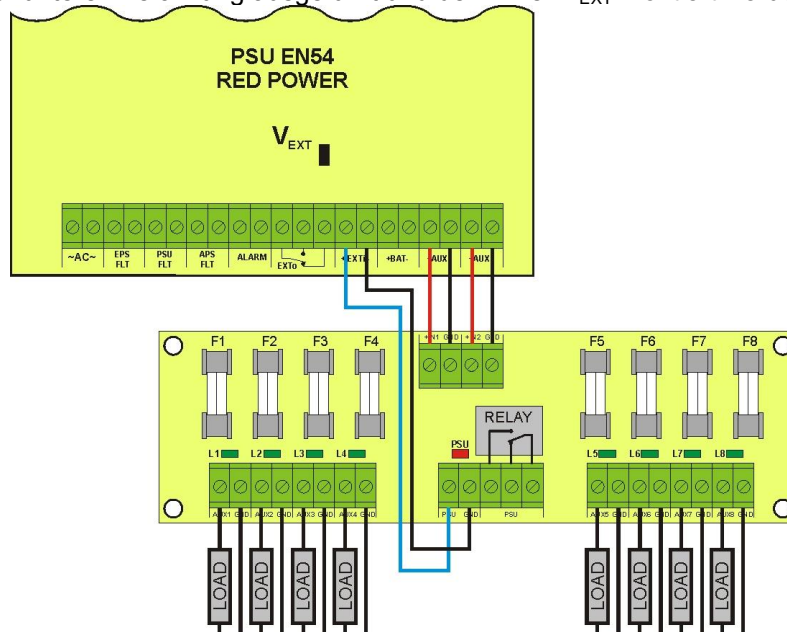 PSU EN54
RED POWER
V EXT
~AC~ EPS FLT PSU FLT APS FLT ALARM EXTo +EXTi- +BAT- +AUX- +AUX-
F1 F2 F3 F4 +IN1 GND +IN2 GND F5 F6 F7 F8
RELAY
PSU
L1 L2 L3 L4 L5 L6 L7 L8
AUX1 GND AUX2 GND AUX3 GND AUX4 GND PSU GND PSU AUX5 GND AUX6 GND AUX7 GND AUX8 GND
LOAD LOAD LOAD LOAD LOAD LOAD LOAD LOAD